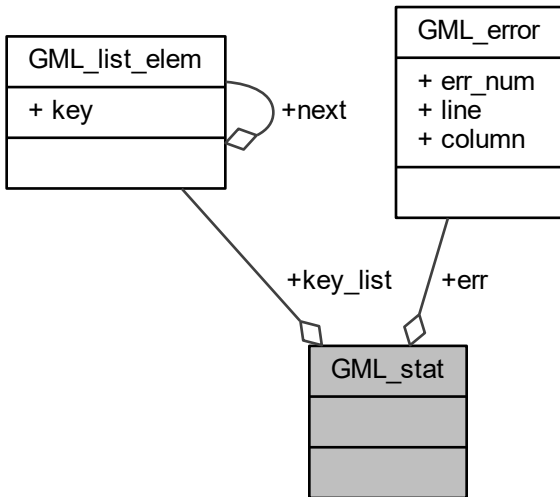 GML_list_elem
+ key
+next
GML_error
+ err_num
+ line
+ column
+key_list
+err
GML_stat